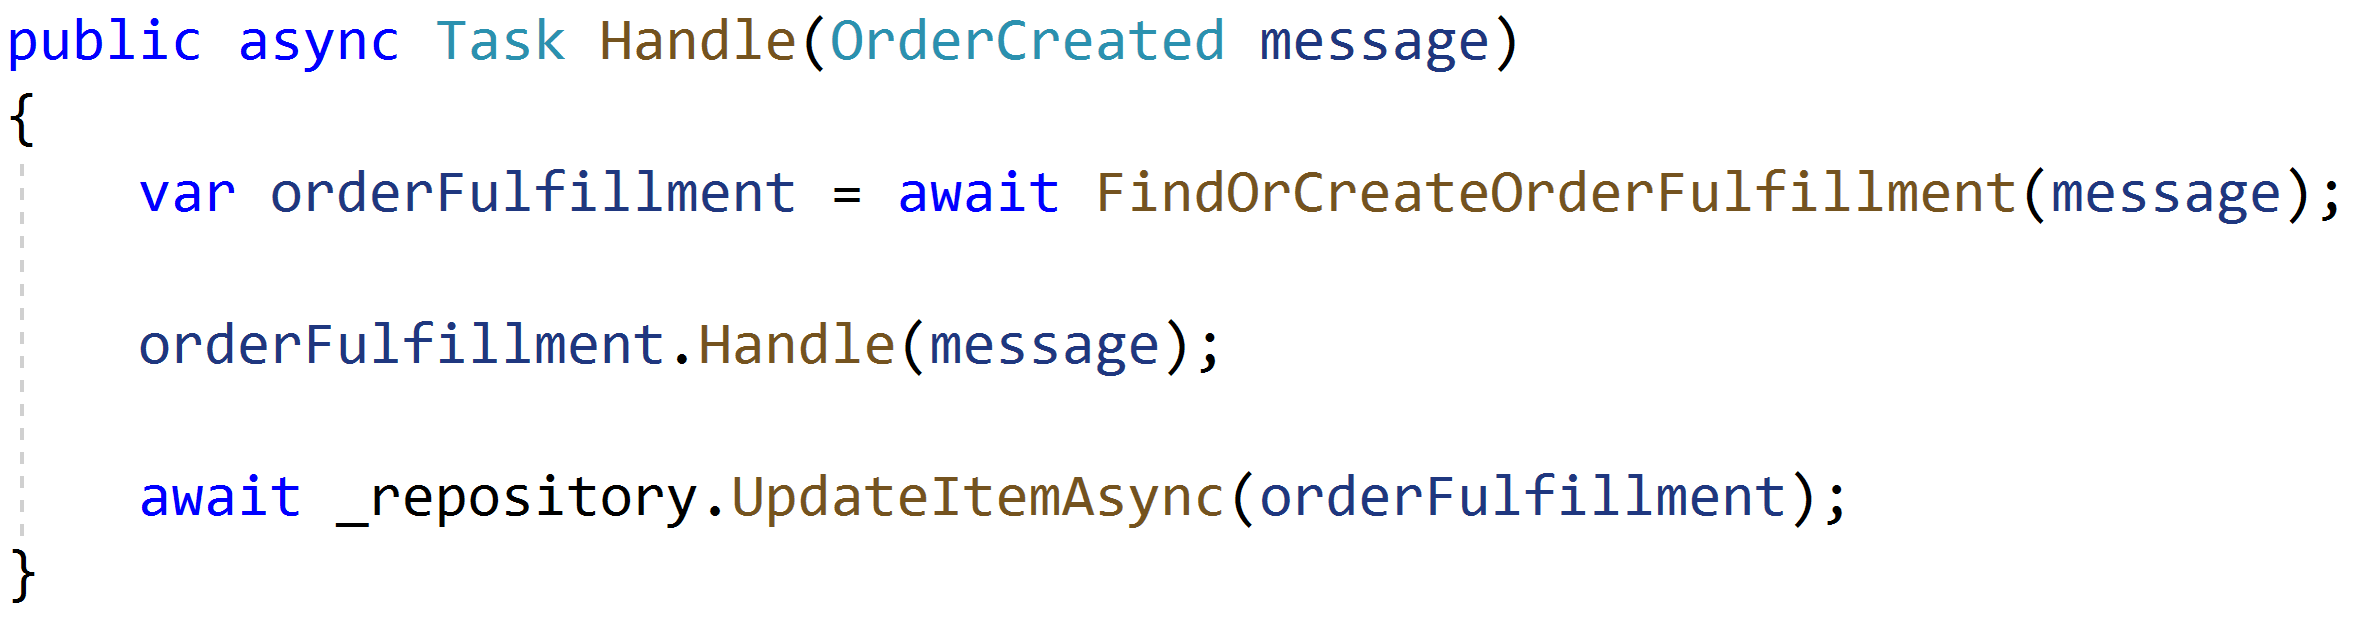 public async Task Handle(OrderCreated message)
{
    var orderFulfillment = await FindOrCreateOrderFulfillment(message);
    orderFulfillment.Handle(message);
    await _repository.UpdateItemAsync(orderFulfillment);
}